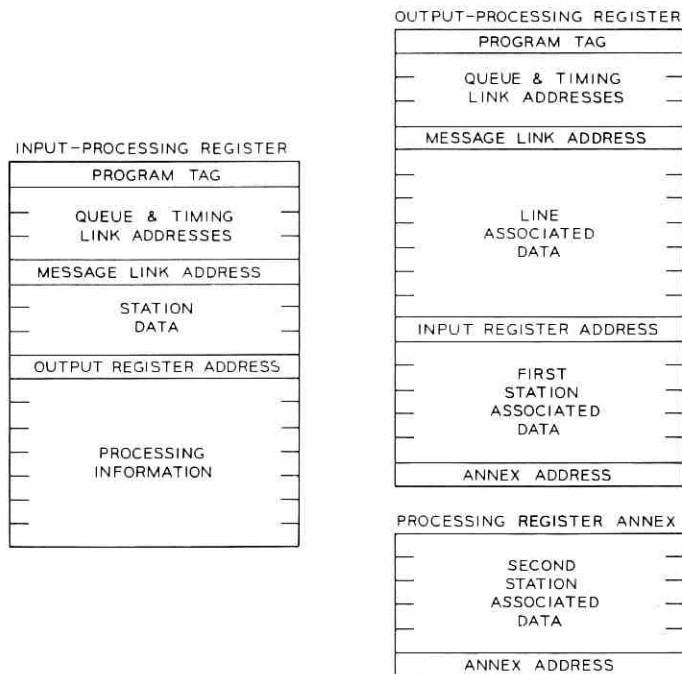 INPUT-PROCESSING REGISTER
PROGRAM TAG
QUEUE & TIMING
LINK ADDRESSES
MESSAGE LINK ADDRESS
STATION
DATA
OUTPUT REGISTER ADDRESS
PROCESSING
INFORMATION
OUTPUT-PROCESSING REGISTER
PROGRAM TAG
QUEUE & TIMING
LINK ADDRESSES
MESSAGE LINK ADDRESS
LINE
ASSOCIATED
DATA
INPUT REGISTER ADDRESS
FIRST
STATION
ASSOCIATED
DATA
ANNEX ADDRESS
PROCESSING REGISTER ANNEX
SECOND
STATION
ASSOCIATED
DATA
ANNEX ADDRESS